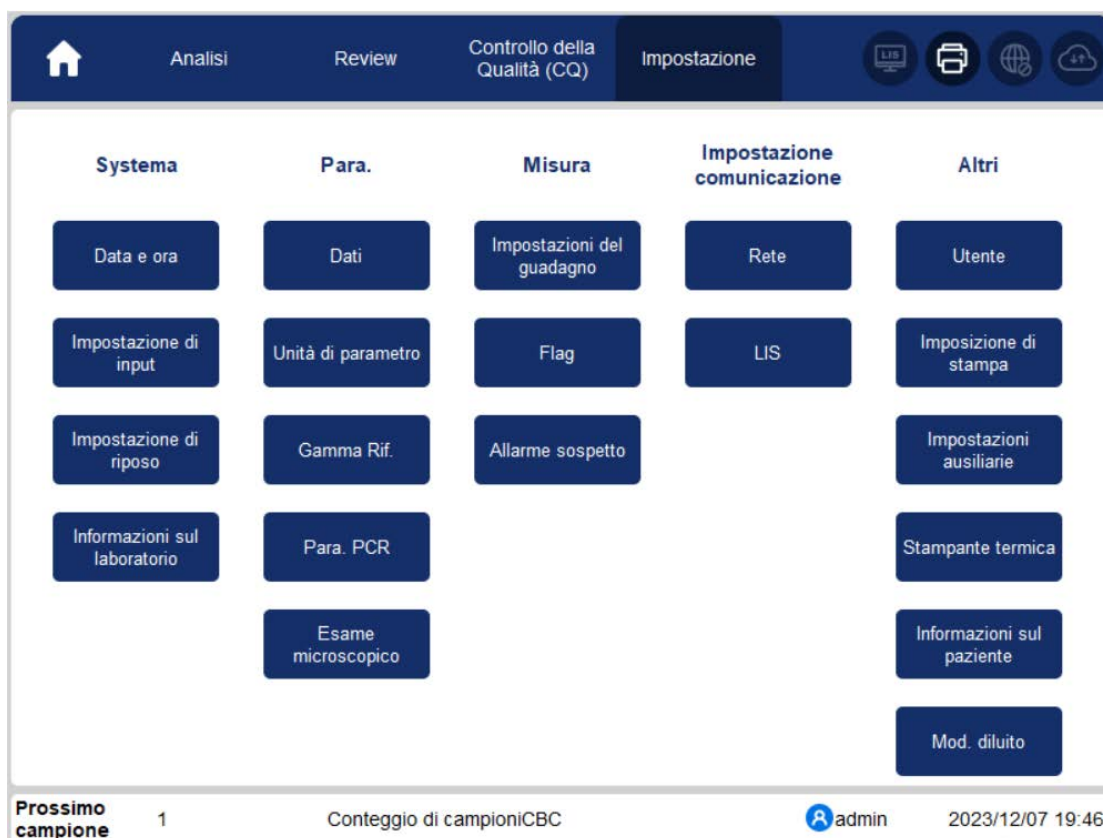 Analisi
Review
Controllo della
Qualità (CQ)
Impostazione
LIS
Systema
Para.
Misura
Impostazione
comunicazione
Altri
Data e ora
Dati
Impostazioni del
guadagno
Rete
Utente
Impostazione di
input
Unità di parametro
Flag
LIS
Imposizione di
stampa
Impostazione di
riposo
Gamma Rif.
Allarme sospetto
Impostazioni
ausiliarie
Informazioni sul
laboratorio
Para. PCR
Stampante termica
Esame
microscopico
Informazioni sul
paziente
Mod. diluito
Prossimo
campione
1
Conteggio di campioniCBC
admin
2023/12/07 19:46